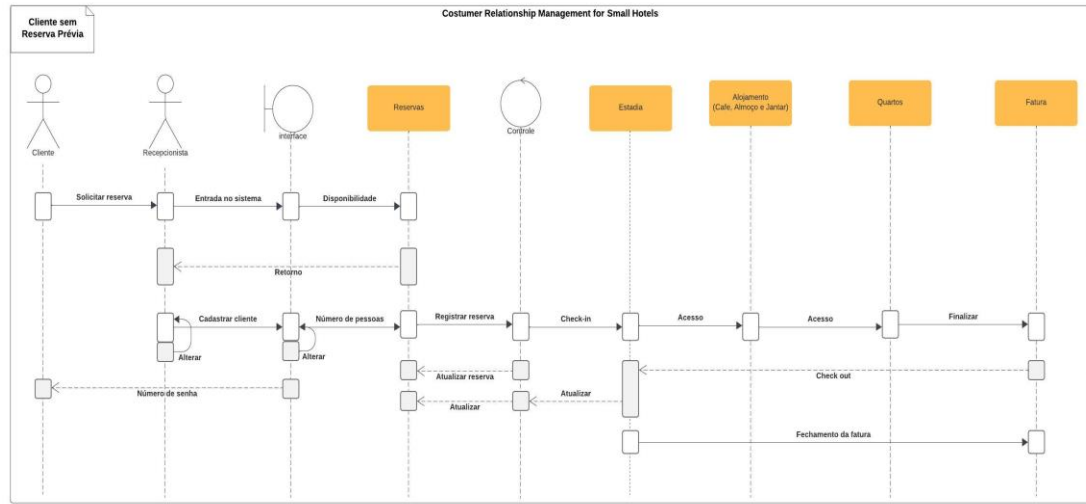 Costumer Relationship Management for Small Hotels
Cliente sem
Reserva Prévia
Cliente
Recepcionista
interface
Reservas
Controle
Estadia
Alojamento
(Cafe, Almoço e Jantar)
Quartos
Fatura
Solicitar reserva
Entrada no sistema
Disponibilidade
Retorno
Cadastrar cliente
Número de pessoas
Registrar reserva
Check-in
Acesso
Acesso
Finalizar
Alterar
Alterar
Atualizar reserva
Check out
Número de senha
Atualizar
Atualizar
Fechamento da fatura